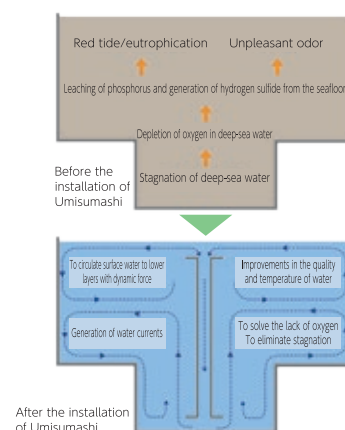 Red tide/eutrophication Unpleasant odor
Leaching of phosphorus and generation of hydrogen sulfide from the seafloor
Depletion of oxygen in deep-sea water
Stagnation of deep-sea water
Before the
installation of
Umisumashi
To circulate surface water to lower
layers with dynamic force
Improvements in the quality
and temperature of water
Generation of water currents
To solve the lack of oxygen
To eliminate stagnation
After the installation
of Umisumashi